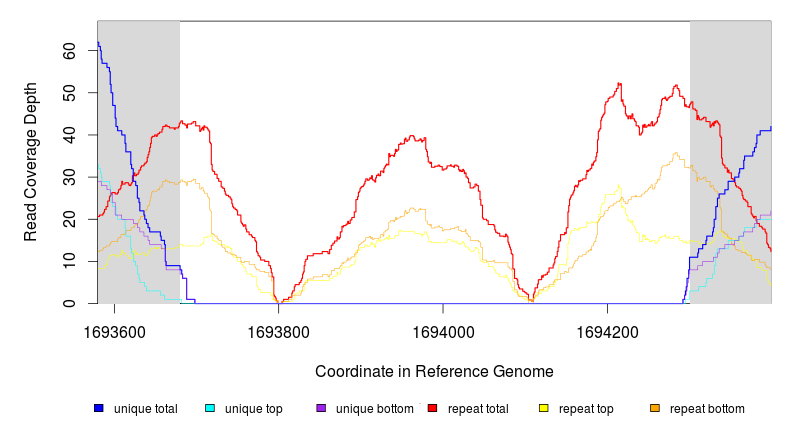 60
50
40
30
20
10
0
Read Coverage Depth
1693600 1693800 1694000 1694200
Coordinate in Reference Genome
unique total unique top unique bottom repeat total repeat top repeat bottom